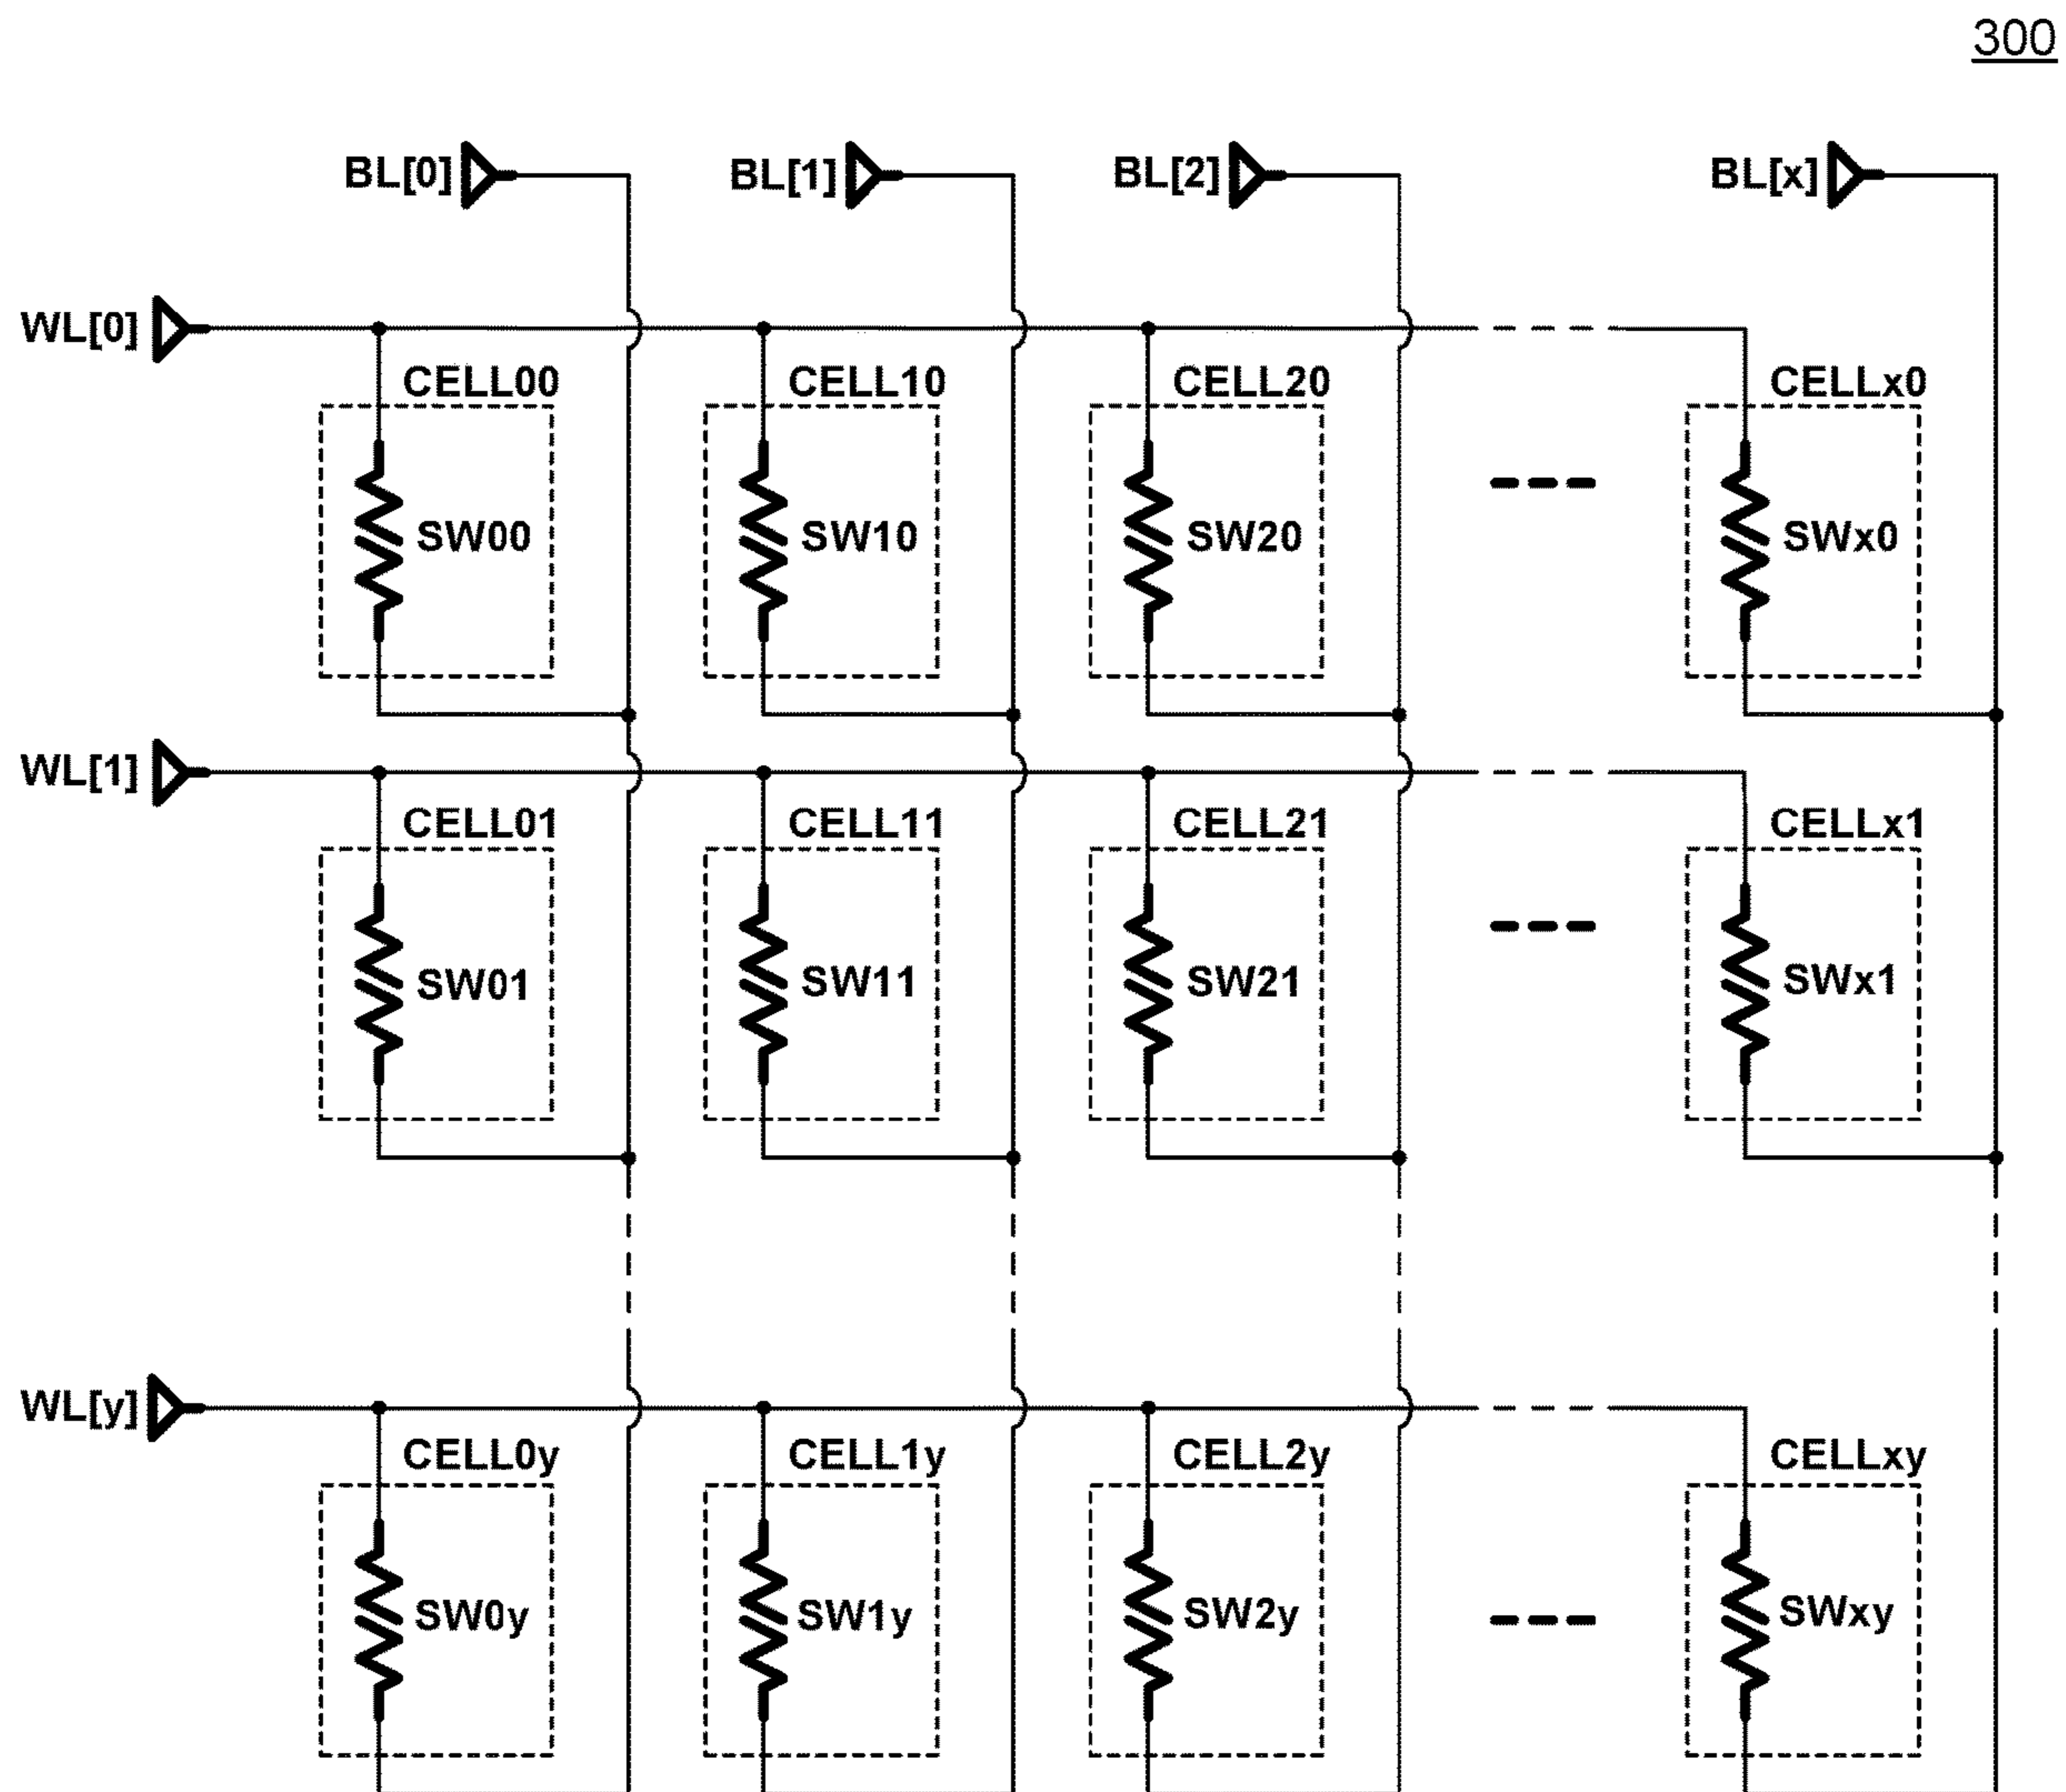 300
BL[0] BL[1] BL[2] BL[x]
WL[0]
CELL00 CELL10 CELL20 CELLx0
SW00 SW10 SW20 SWx0
WL[1]
CELL01 CELL11 CELL21 CELLx1
SW01 SW11 SW21 SWx1
WL[y]
CELL0y CELL1y CELL2y CELLxy
SW0y SW1y SW2y SWxy